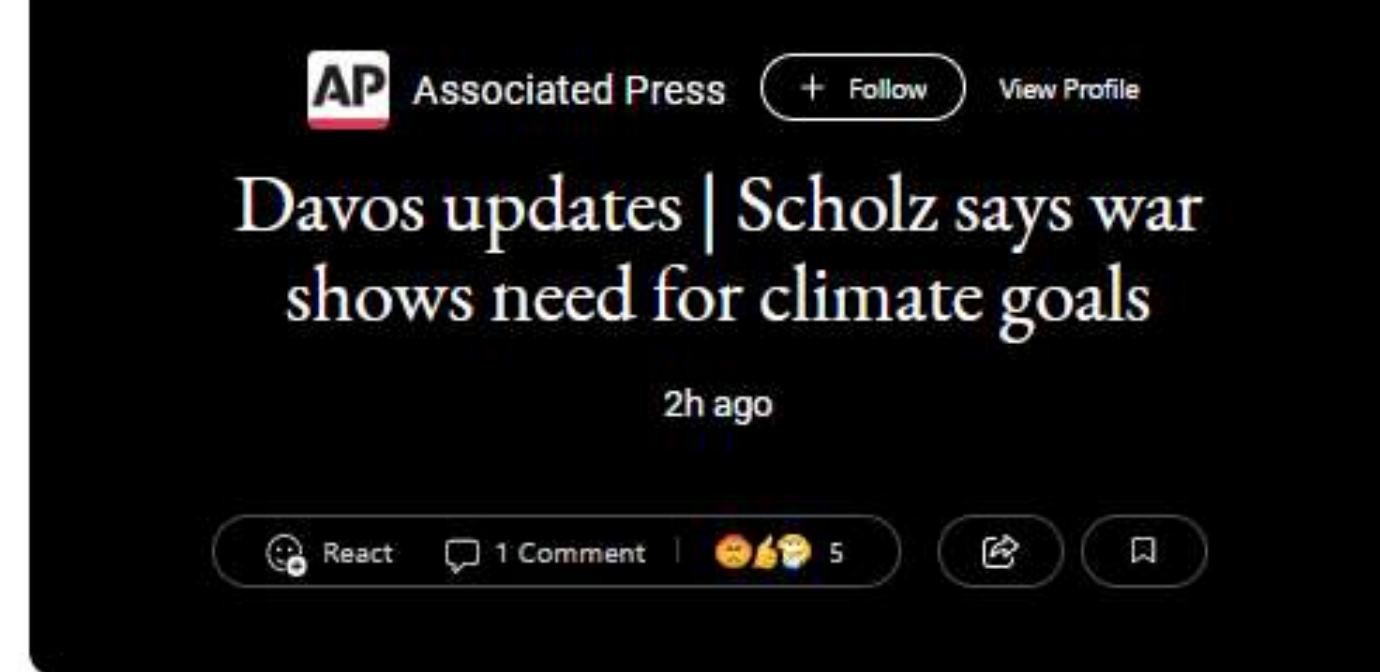 AP Associated Press + Follow View Profile
Davos updates | Scholz says war
shows need for climate goals
2h ago
React 1 Comment | 5